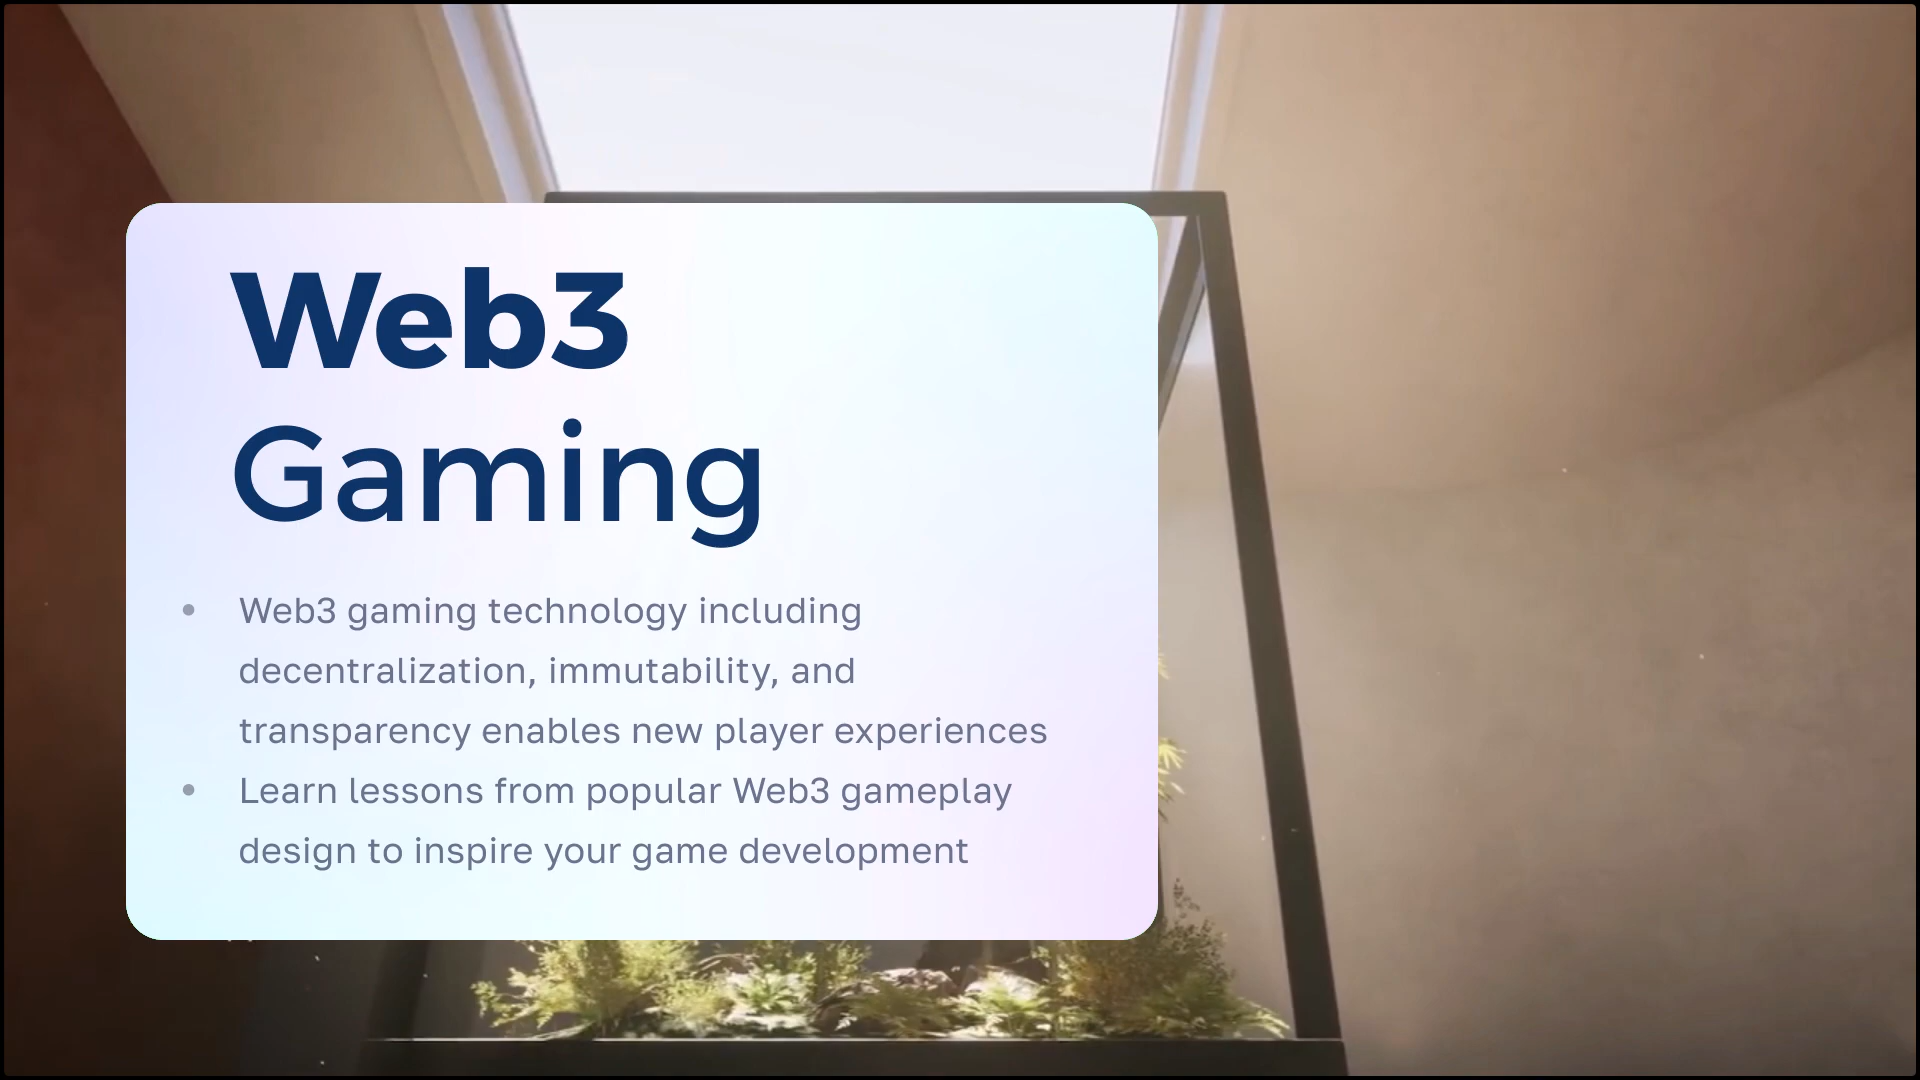 Web3
Gaming
• Web3 gaming technology including
decentralization, immutability, and
transparency enables new player experiences
• Learn lessons from popular Web3 gameplay
design to inspire your game development